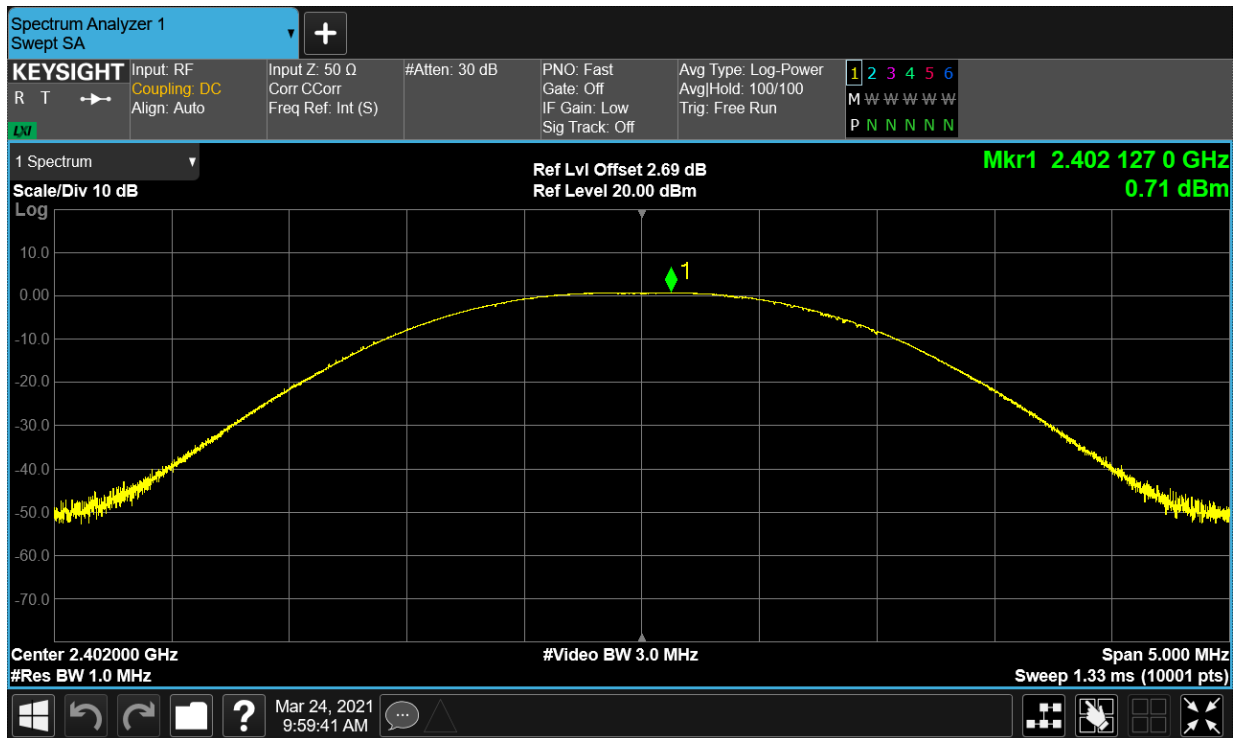 Spectrum Analyzer 1
Swept SA
KEYSIGHT
R T
LXI
Input: RF
Coupling: DC
Align: Auto
Input Z: 50 Ω
Corr CCorr
Freq Ref: Int (S)
#Atten: 30 dB
PNO: Fast
Gate: Off
IF Gain: Low
Sig Track: Off
Avg Type: Log-Power
Avg|Hold: 100/100
Trig: Free Run
1 2 3 4 5 6
M W W W W W
P N N N N N
1 Spectrum
Scale/Div 10 dB
Log
Ref Lvl Offset 2.69 dB
Ref Level 20.00 dBm
Mkr1 2.402 127 0 GHz
0.71 dBm
1
10.0
0.00
-10.0
-20.0
-30.0
-40.0
-50.0
-60.0
-70.0
Center 2.402000 GHz
#Res BW 1.0 MHz
#Video BW 3.0 MHz
Span 5.000 MHz
Sweep 1.33 ms (10001 pts)
?
Mar 24, 2021
9:59:41 AM